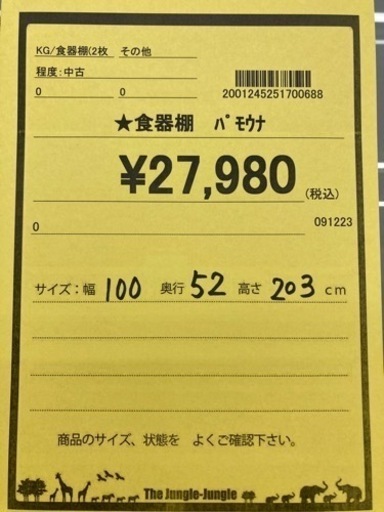 KG/食器棚(2枚 その他
程度:中古
0 0
2001245251700688
★食器棚 ﾊﾟﾓｳﾅ
¥27,980
(税込)
0 091223
サイズ:幅 100 奥行 52 高さ 203 cm
商品のサイズ、状態を よくご確認下さい。
The Jungle-Jungle